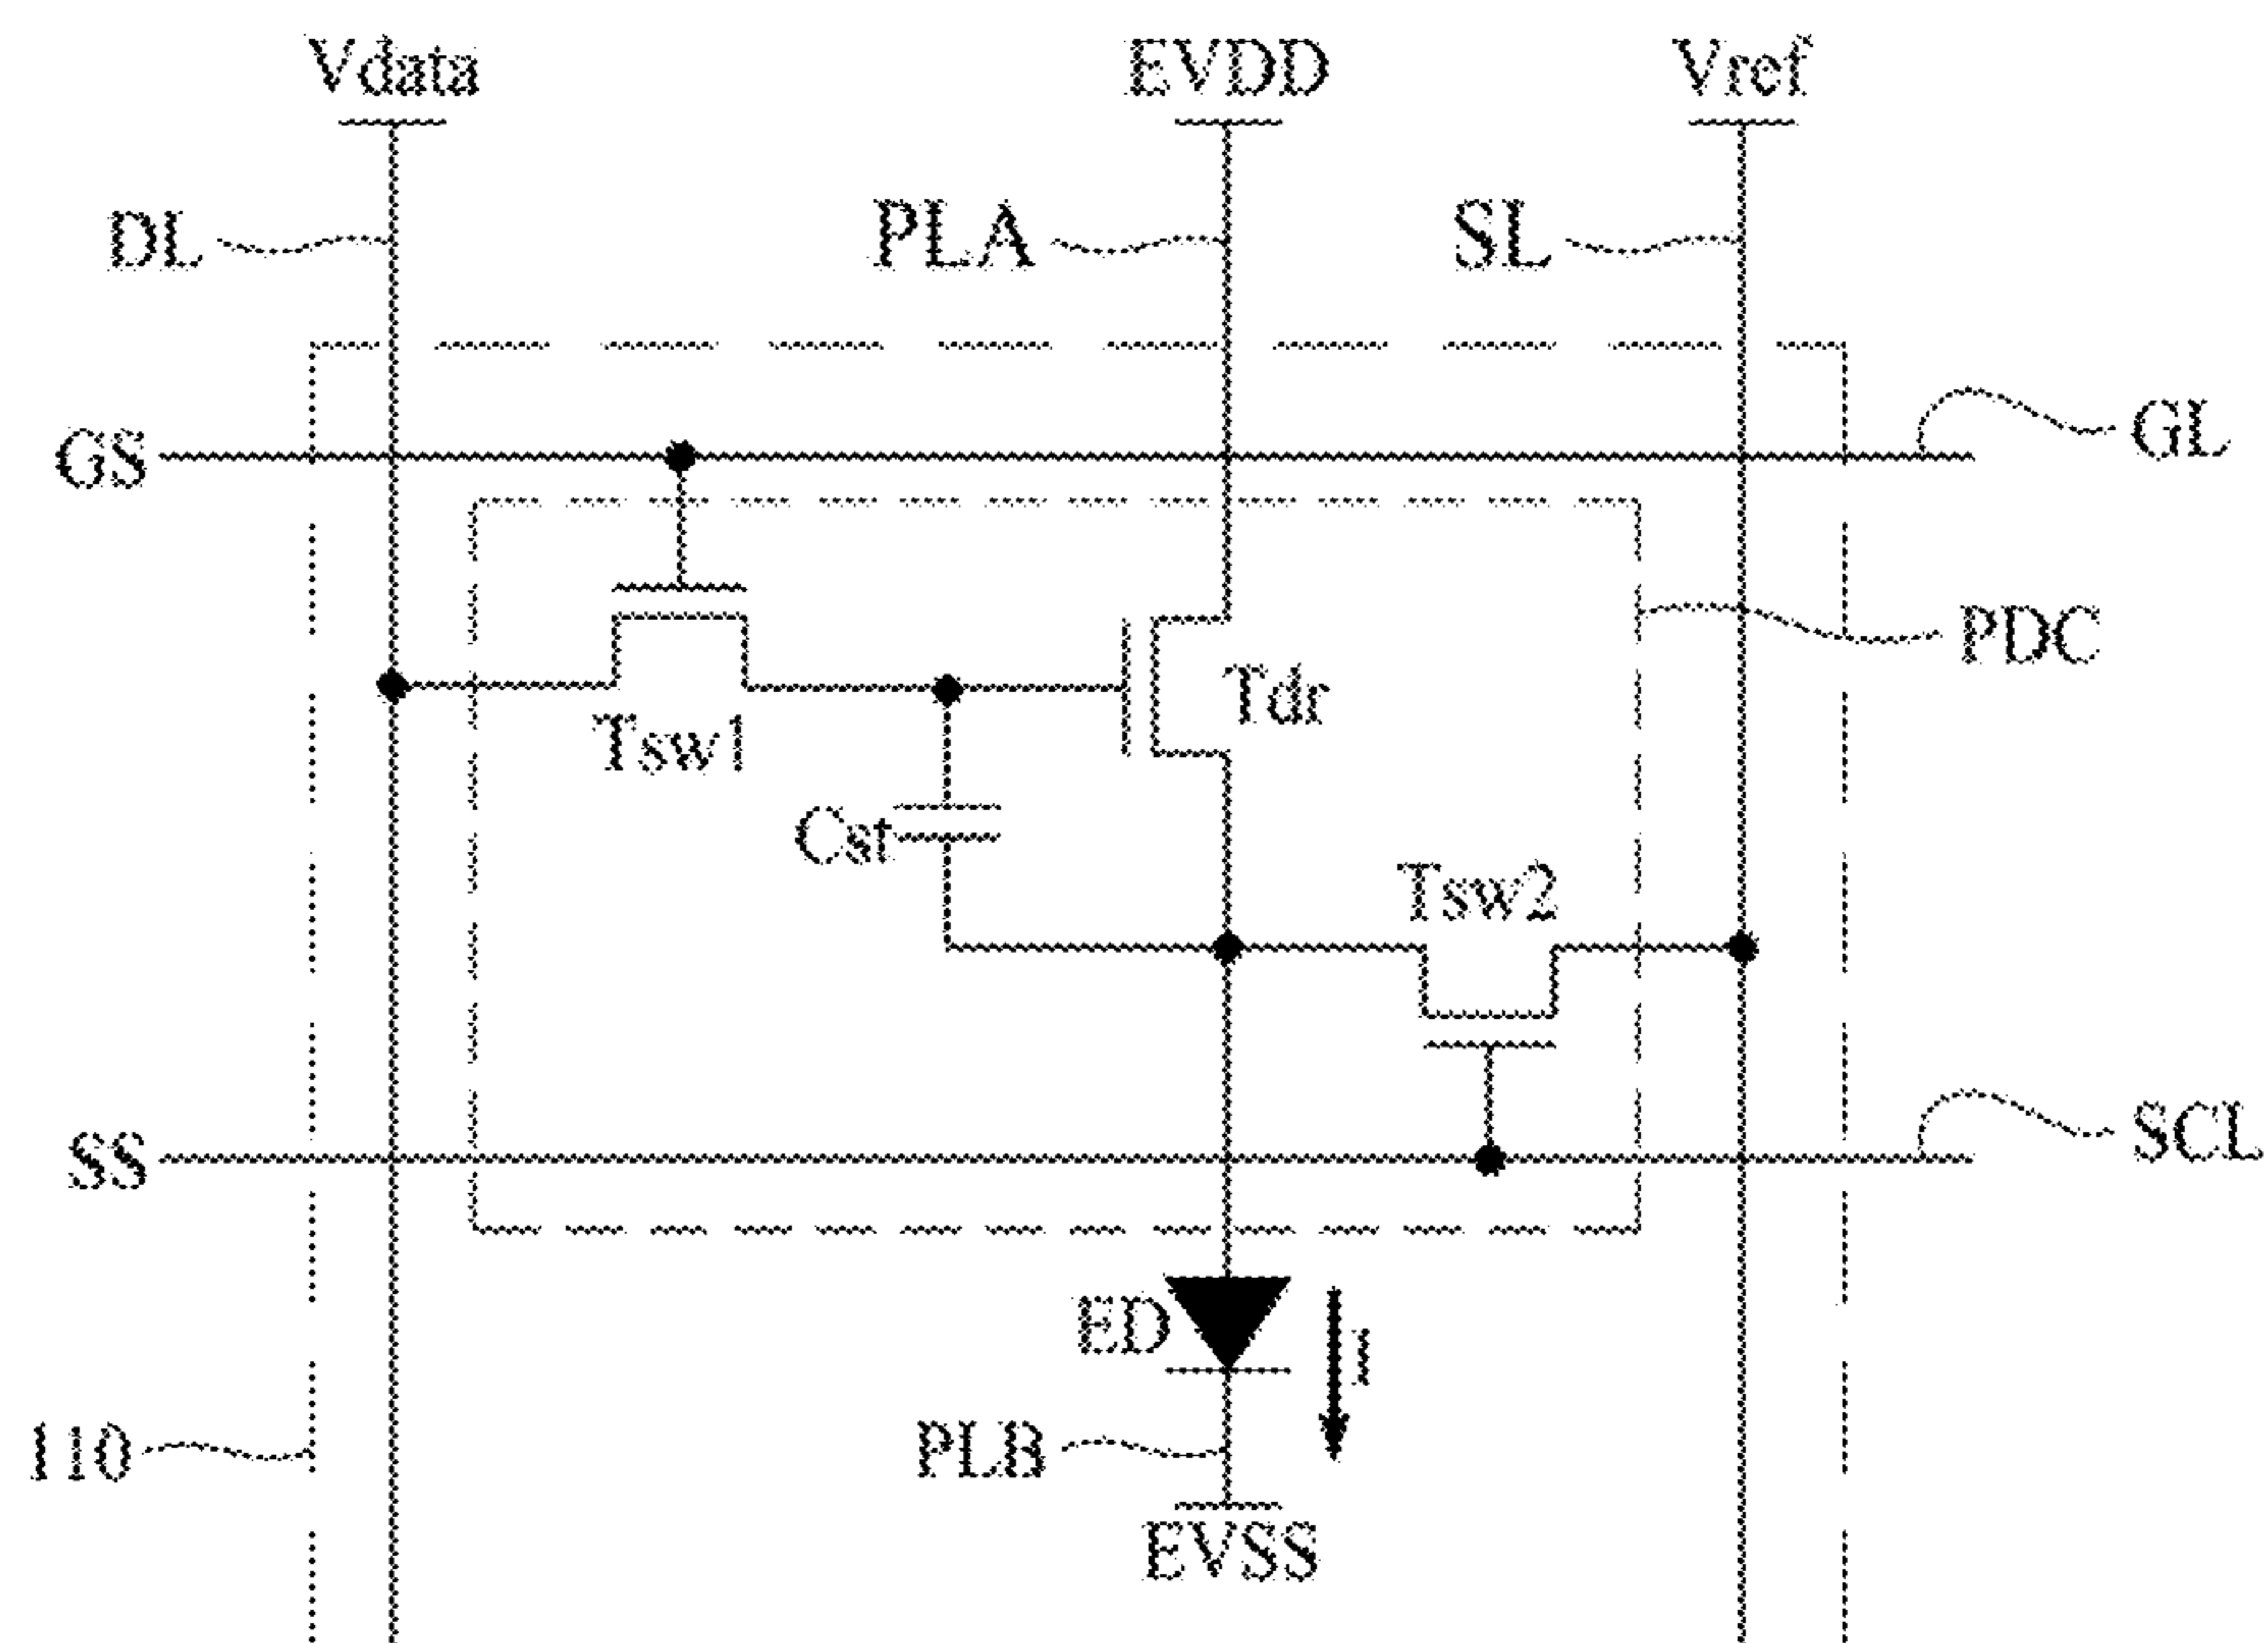 Vdata EVDD Vref
DL PLA SL
GS GL
PDC
Tsw1 Tdr
Cst
Tsw2
SS SCL
ED I
110 PLB
EVSS